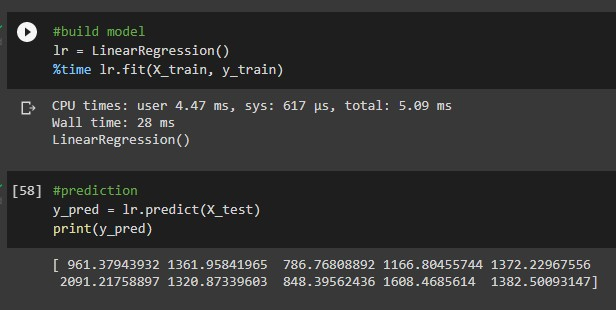 #build model
lr = LinearRegression()
%time lr.fit(X_train, y_train)
CPU times: user 4.47 ms, sys: 617 µs, total: 5.09 ms
Wall time: 28 ms
LinearRegression()
[58] #prediction
y_pred = lr.predict(X_test)
print(y_pred)
[ 961.37943932 1361.95841965  786.76808892 1166.80455744 1372.22967556
 2091.21758897 1320.87339603  848.39562436 1608.4685614  1382.50093147]